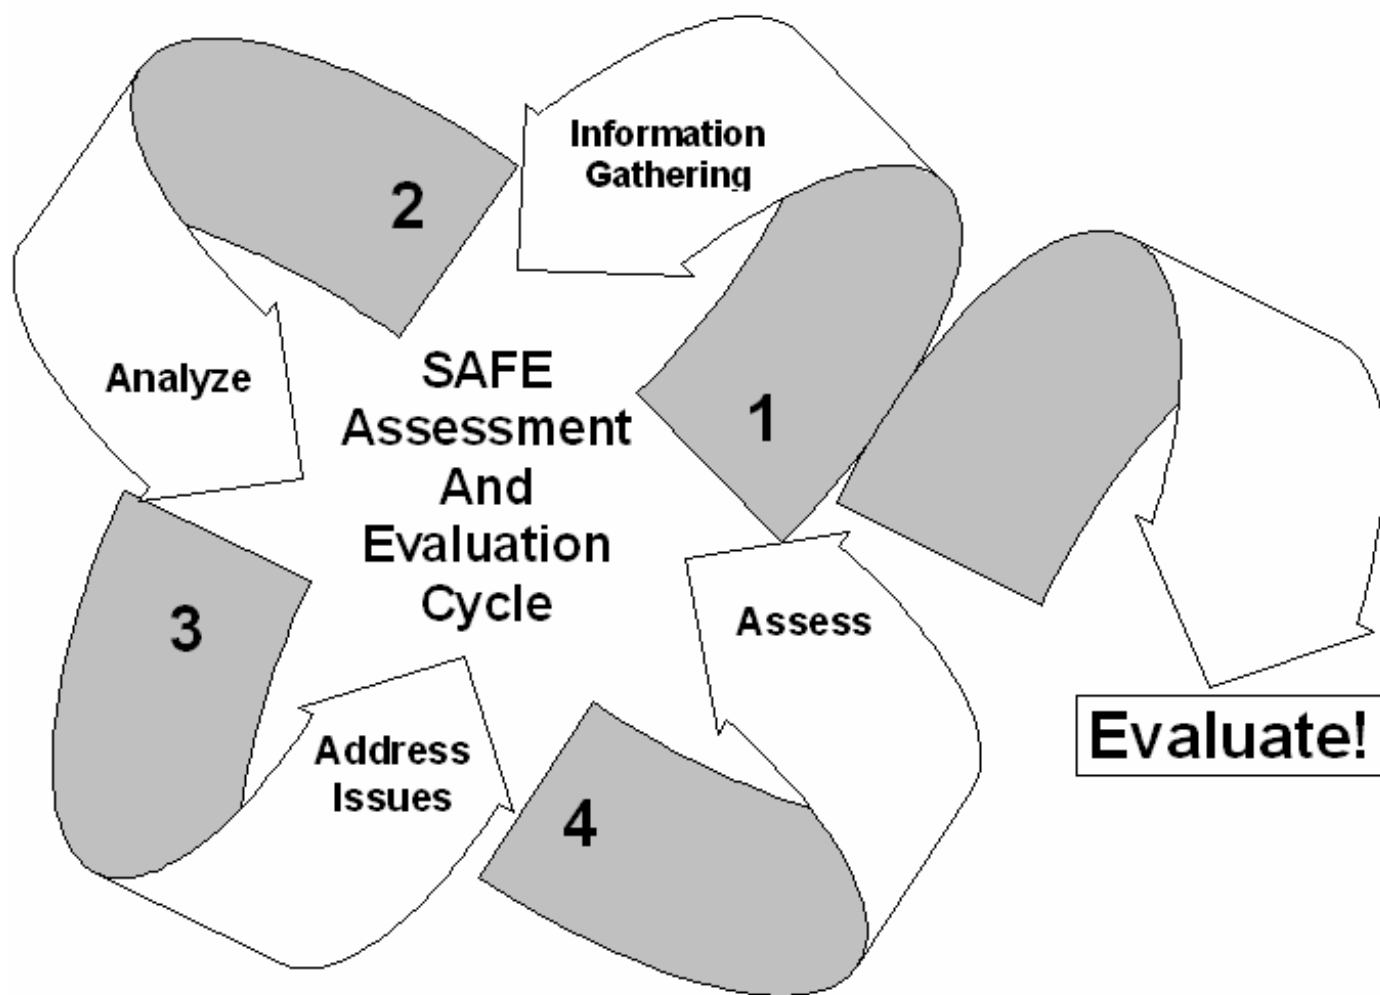 SAFE
Assessment
And
Evaluation
Cycle
1
Information
Gathering
2
Analyze
3
Address
Issues
4
Assess
Evaluate!